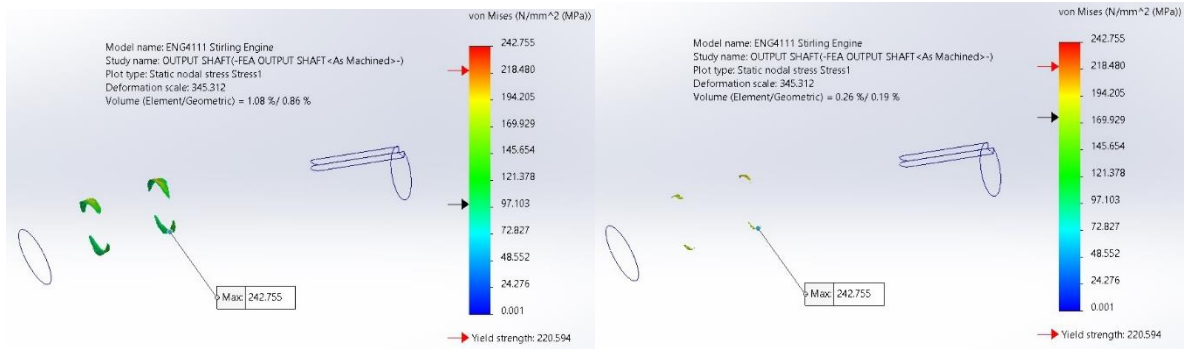 von Mises (N/mm^2 (MPa))
Model name: ENG4111 Stirling Engine
Study name: OUTPUT SHAFT(-FEA OUTPUT SHAFT<As Machined>-)
Plot type: Static nodal stress Stress1
Deformation scale: 345.312
Volume (Element/Geometric) = 1.08 %/ 0.86 %
242.755
218.480
194.205
169.929
145.654
121.378
97.103
72.827
48.552
24.276
0.001
Max: 242.755
Yield strength: 220.594
von Mises (N/mm^2 (MPa))
Model name: ENG4111 Stirling Engine
Study name: OUTPUT SHAFT(-FEA OUTPUT SHAFT<As Machined>-)
Plot type: Static nodal stress Stress1
Deformation scale: 345.312
Volume (Element/Geometric) = 0.26 %/ 0.19 %
242.755
218.480
194.205
169.929
145.654
121.378
97.103
72.827
48.552
24.276
0.001
Max: 242.755
Yield strength: 220.594